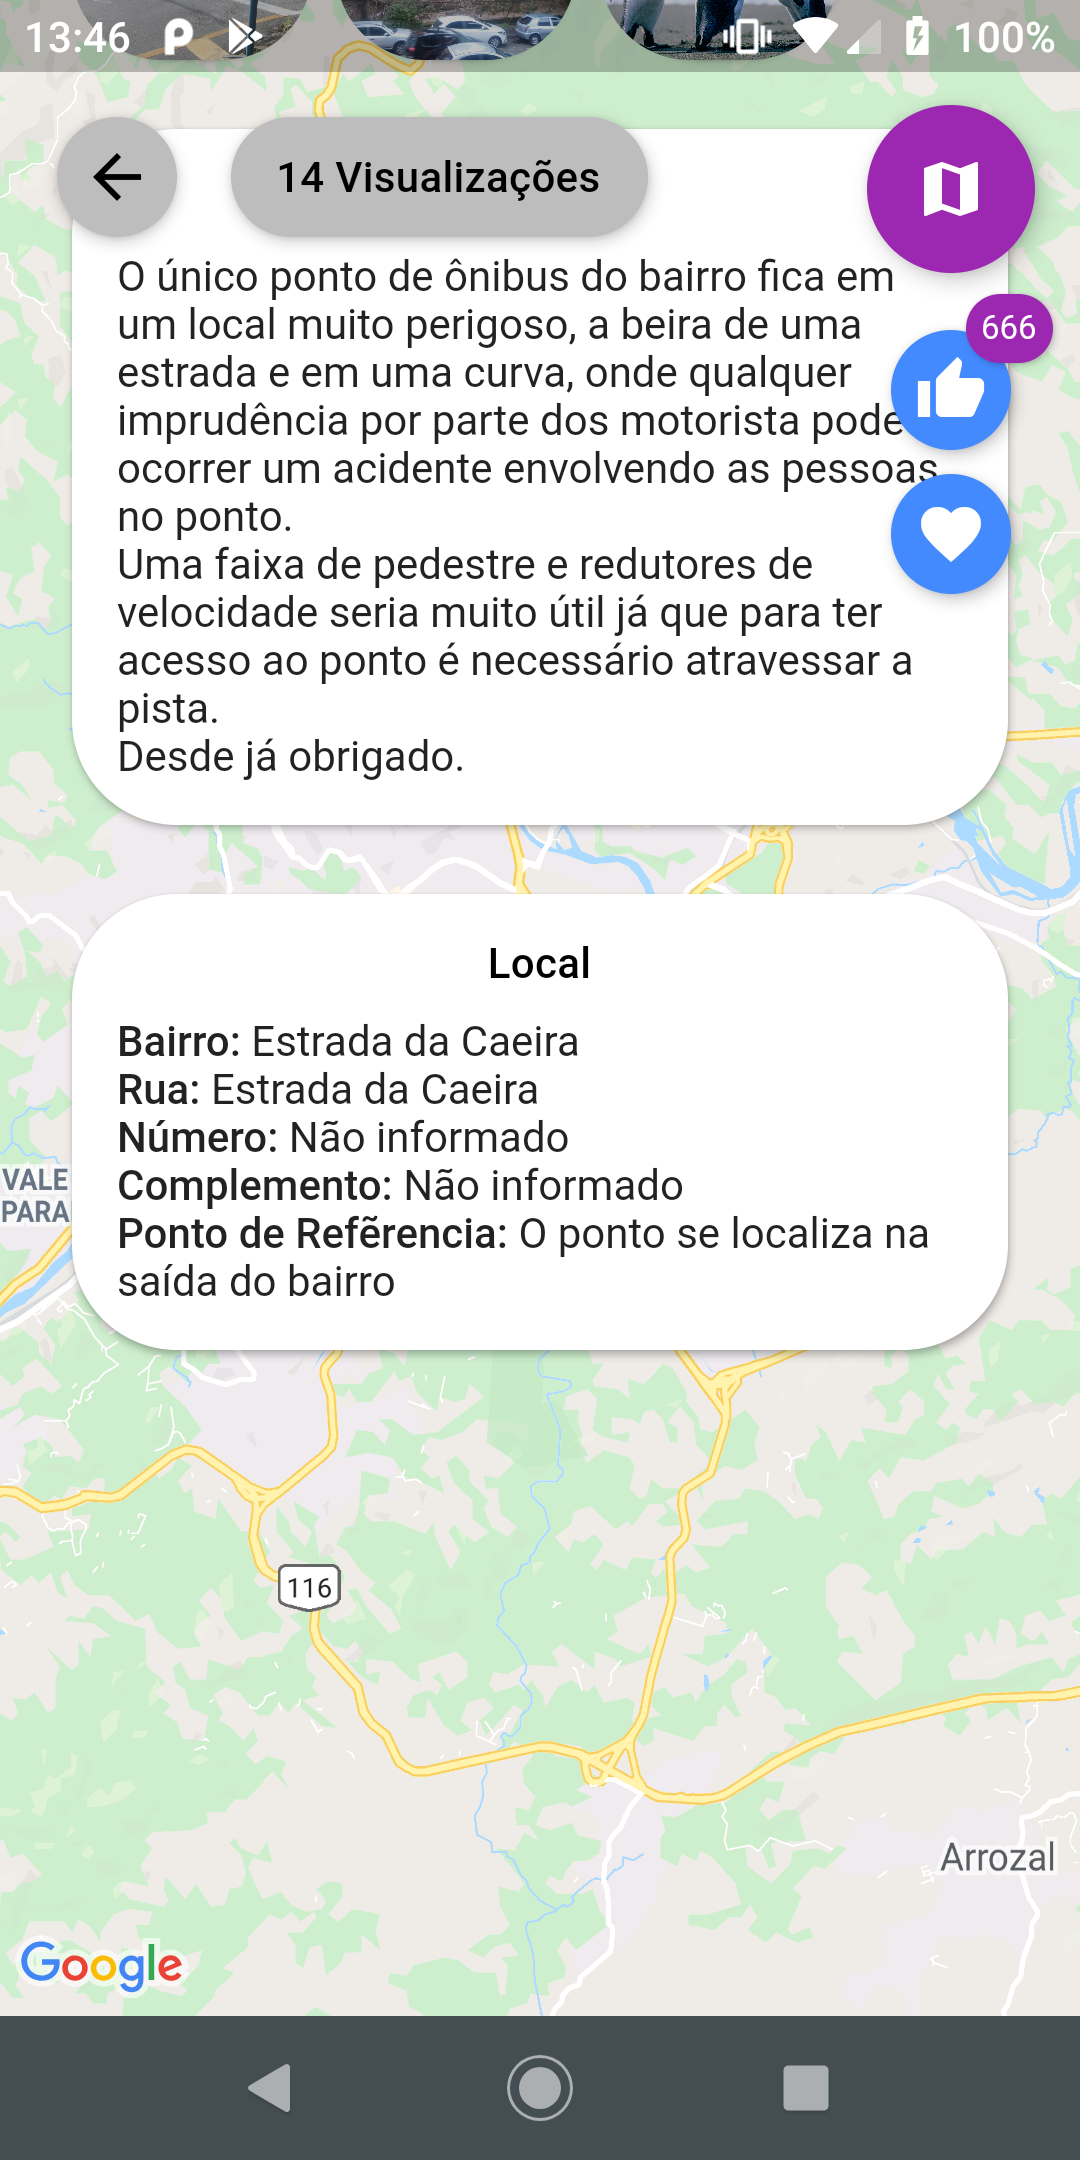 13:46
100%
14 Visualizações
666
O único ponto de ônibus do bairro fica em
um local muito perigoso, a beira de uma
estrada e em uma curva, onde qualquer
imprudência por parte dos motorista pode
ocorrer um acidente envolvendo as pessoas
no ponto.
Uma faixa de pedestre e redutores de
velocidade seria muito útil já que para ter
acesso ao ponto é necessário atravessar a
pista.
Desde já obrigado.
Local
Bairro: Estrada da Caeira
Rua: Estrada da Caeira
Número: Não informado
Complemento: Não informado
Ponto de Refẽrencia: O ponto se localiza na
saída do bairro
VALE
PARA
116
Arrozal
Google